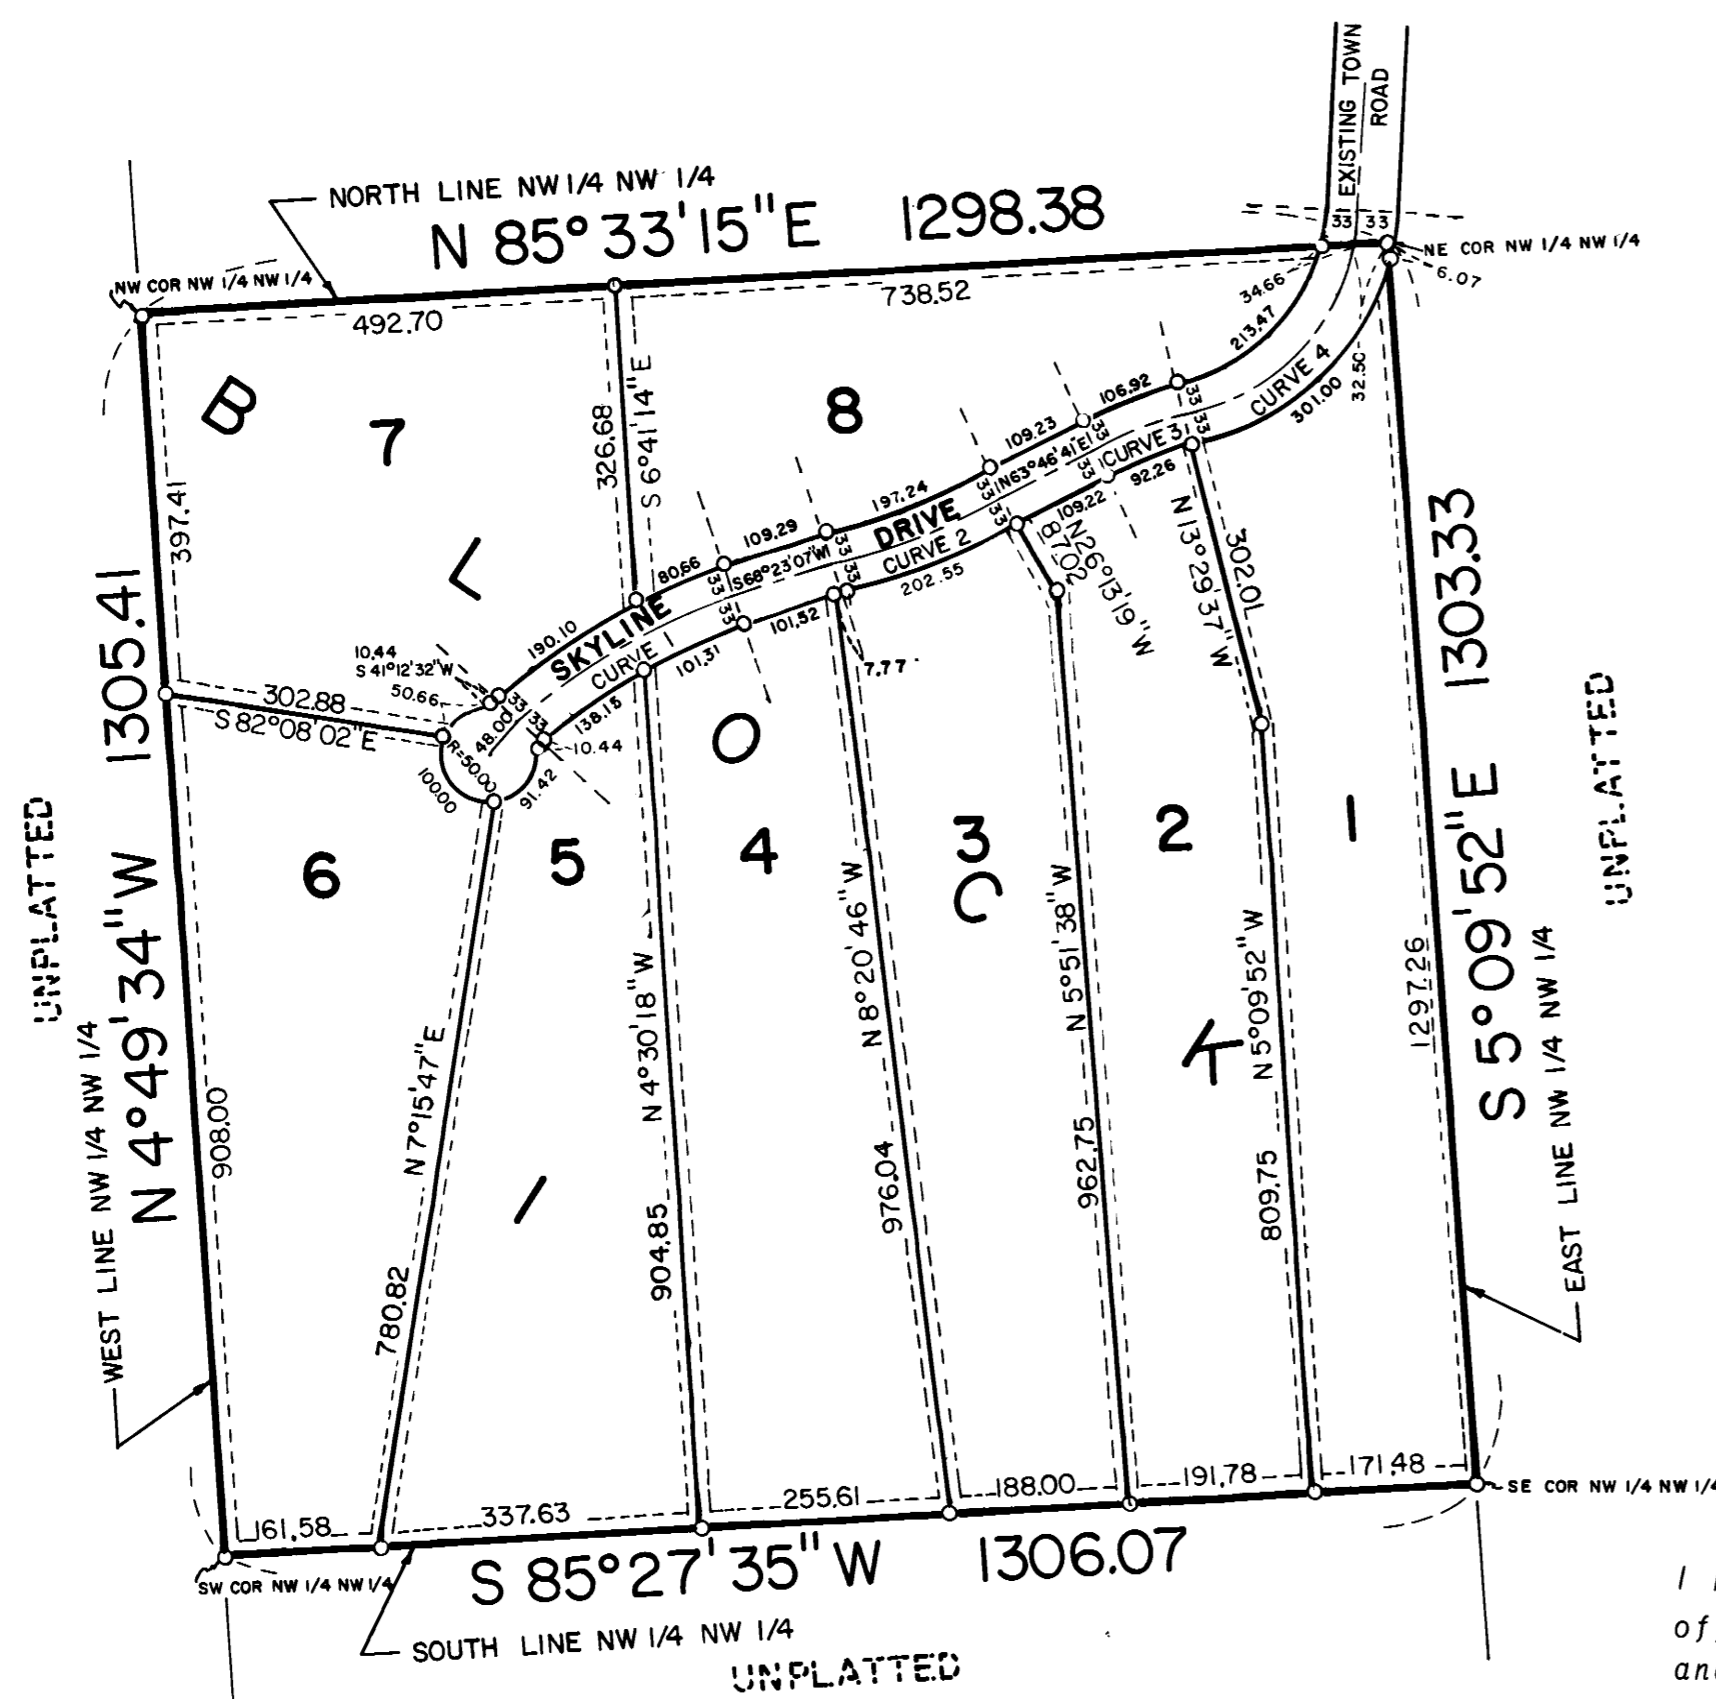 EXISTING TOWN
ROAD
NORTH LINE NW 1/4 NW 1/4
N 85°33'15"E 1298.38
NW COR NW 1/4 NW 1/4
33 33
NE COR NW 1/4 NW 1/4
6.07
492.70
738.52
34.66
213.47
32.50
B
7
8
326.68
S 6°41'14"E
397.41
L
106.92
33 33
CURVE 4
301.00
109.23
N63°46'41"E
33 33
CURVE 3
92.26
197.24
33 33
109.22
DRIVE
CURVE 2
202.55
109.29
33 33
S68°23'07"W
80.66
33 33
101.52
187.02
N 26°13'19"W
N 13°29'37"W
302.01
190.10
SKYLINE
CURVE 1
101.31
7.77
10.44
S 41°12'32"W
50.66
33 33
48.00
138.15
10.44
R=50.00
100.00
91.42
302.88
S 82°08'02"E
O
UNPLATTED
N 4°49'34"W 1305.41
WEST LINE NW 1/4 NW 1/4
908.00
6
5
4
3
C
2
1
K
I
N 7°15'47"E
780.82
N 4°30'18"W
904.85
N 8°20'46"W
976.04
N 5°51'38"W
962.75
N 5°09'52"W
809.75
1297.26
S 5°09'52"E 1303.33
EAST LINE NW 1/4 NW 1/4
UNPLATTED
161.58
337.63
255.61
188.00
191.78
171.48
SE COR NW 1/4 NW 1/4
SW COR NW 1/4 NW 1/4
S 85°27'35"W 1306.07
SOUTH LINE NW 1/4 NW 1/4
UNPLATTED
of
an